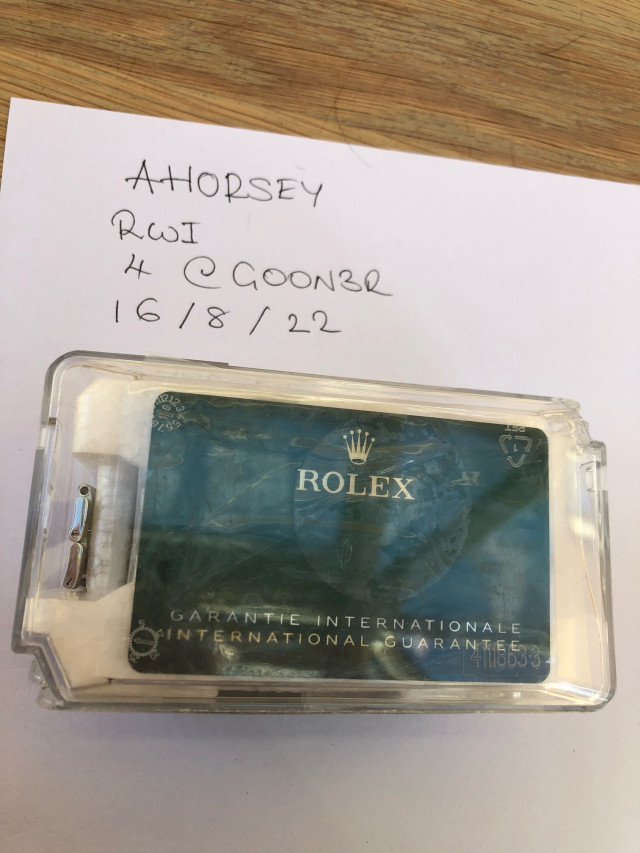 AHORSEY
RWI
4 @ GOON3R
16/8/22
ROLEX
GARANTIE INTERNATIONALE
INTERNATIONAL GUARANTEE